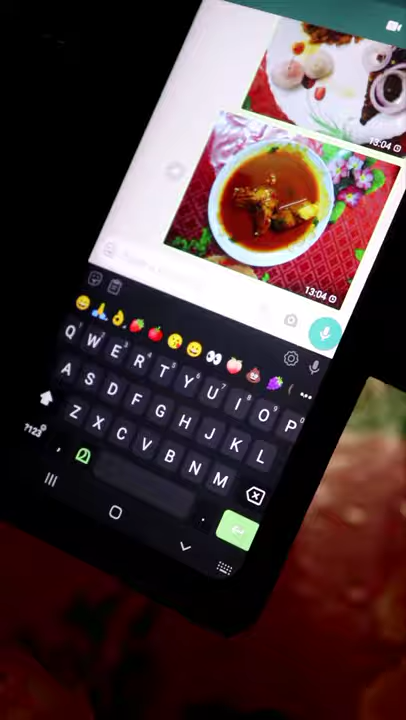 13:04
13:04
Q W E R T Y U I O P
A S D F G H J K L
Z X C V B N M
?123
, മ .